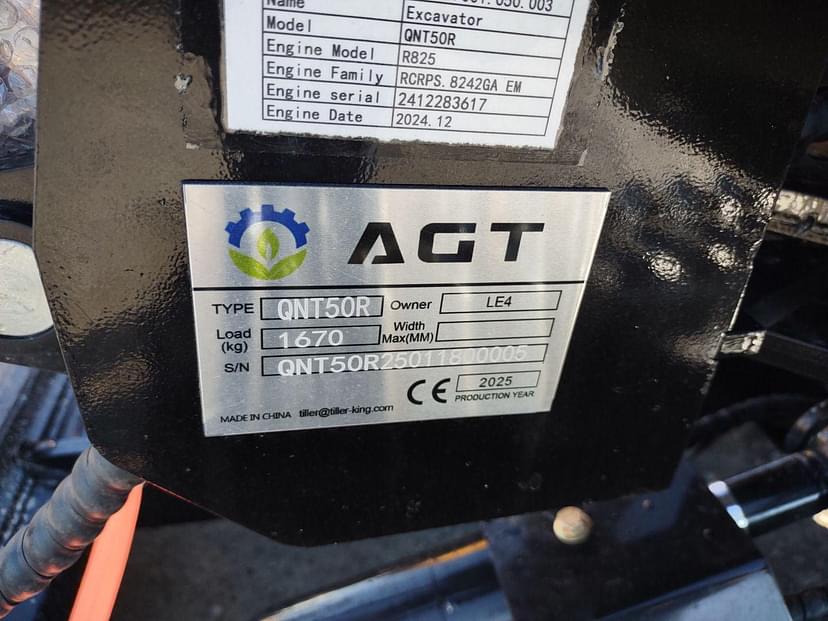 Name Excavator
Model QNT50R
Engine Model R825
Engine Family RCRPS.8242GA EM
Engine serial 2412283617
Engine Date 2024.12
AGT
TYPE QNT50R Owner LE4
Load (kg) 1670 Width Max(MM)
S/N QNT50R25011800005
CE 2025
PRODUCTION YEAR
MADE IN CHINA tiller@tiller-king.com